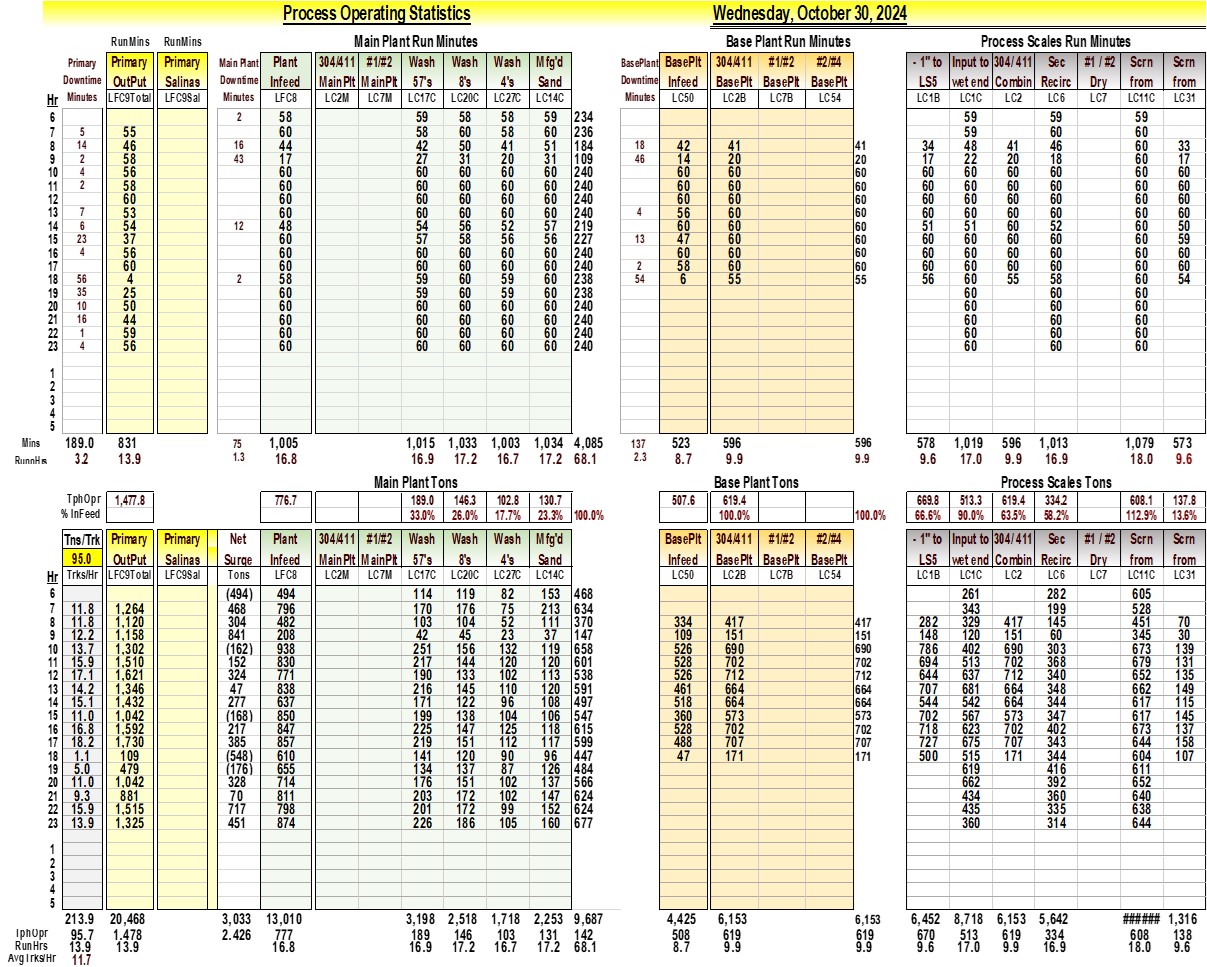 Process Operating Statistics Wednesday, October 30, 2024
RunMins RunMins Main Plant Run Minutes Base Plant Run Minutes Process Scales Run Minutes
Primary Primary Primary Main Plant Plant 304/411 #1/#2 Wash Wash Wash Mfg'd BasePlant BasePlt 304/411 #1/#2 #2/#4 - 1" to Input to 304/411 Sec #1 / #2 Scrn Scrn
Downtime OutPut Salinas Downtime Infeed MainPlt MainPlt 57's 8's 4's Sand Downtime Infeed BasePlt BasePlt BasePlt LS5 wet end Combin Recirc Dry from from
Hr Minutes LFC9Total LFC9Sal Minutes LFC8 LC2M LC7M LC17C LC20C LC27C LC14C Minutes LC50 LC2B LC7B LC54 LC1B LC1C LC2 LC6 LC7 LC11C LC31
6 2 58 59 58 58 59 234 59 59 59
7 5 55 60 58 60 58 60 236 59 60 60
8 14 46 16 44 42 50 41 51 184 18 42 41 41 34 48 41 46 60 33
9 2 58 43 17 27 31 20 31 109 46 14 20 20 17 22 20 18 60 17
10 4 56 60 60 60 60 60 240 60 60 60 60 60 60 60 60 60
11 2 58 60 60 60 60 60 240 60 60 60 60 60 60 60 60 60
12 60 60 60 60 60 60 240 60 60 60 60 60 60 60 60 60
13 7 53 60 60 60 60 60 240 4 56 60 60 60 60 60 60 60 60
14 6 54 12 48 54 56 52 57 219 60 60 60 51 51 60 52 60 50
15 23 37 60 57 58 56 56 227 13 47 60 60 60 60 60 60 60 59
16 4 56 60 60 60 60 60 240 60 60 60 60 60 60 60 60 60
17 60 60 60 60 60 60 240 2 58 60 60 60 60 60 60 60 60
18 56 4 2 58 59 60 59 60 238 54 6 55 55 56 60 55 58 60 54
19 35 25 60 59 60 59 60 238 60 60 60
20 10 50 60 60 60 60 60 240 60 60 60
21 16 44 60 60 60 60 60 240 60 60 60
22 1 59 60 60 60 60 60 240 60 60 60
23 4 56 60 60 60 60 60 240 60 60 60
1
2
3
4
5
Mins 189.0 831 75 1,005 1,015 1,033 1,003 1,034 4,085 137 523 596 596 578 1,019 596 1,013 1,079 573
RunnHrs 3.2 13.9 1.3 16.8 16.9 17.2 16.7 17.2 68.1 2.3 8.7 9.9 9.9 9.6 17.0 9.9 16.9 18.0 9.6
Main Plant Tons Base Plant Tons Process Scales Tons
TphOpr 1,477.8 776.7 189.0 146.3 102.8 130.7 507.6 619.4 669.8 513.3 619.4 334.2 608.1 137.8
% InFeed 33.0% 26.0% 17.7% 23.3% 100.0% 100.0% 100.0% 66.6% 90.0% 63.5% 58.2% 112.9% 13.6%
Tns/Trk Primary Primary Net Plant 304/411 #1/#2 Wash Wash Wash Mfg'd BasePlt 304/411 #1/#2 #2/#4 - 1" to Input to 304/411 Sec #1 / #2 Scrn Scrn
95.0 OutPut Salinas Surge Infeed MainPlt MainPlt 57's 8's 4's Sand Infeed BasePlt BasePlt BasePlt LS5 wet end Combin Recirc Dry from from
Hr Trks/Hr LFC9Total LFC9Sal Tons LFC8 LC2M LC7M LC17C LC20C LC27C LC14C LC50 LC2B LC7B LC54 LC1B LC1C LC2 LC6 LC7 LC11C LC31
6 (494) 494 114 119 82 153 468 261 282 605
7 11.8 1,264 468 796 170 176 75 213 634 343 199 528
8 11.8 1,120 304 482 103 104 52 111 370 334 417 417 282 329 417 145 451 70
9 12.2 1,158 841 208 42 45 23 37 147 109 151 151 148 120 151 60 345 30
10 13.7 1,302 (162) 938 251 156 132 119 658 526 690 690 786 402 690 303 673 139
11 15.9 1,510 152 830 217 144 120 120 601 528 702 702 694 513 702 368 679 131
12 17.1 1,621 324 771 190 133 102 113 538 526 712 712 644 637 712 340 652 135
13 14.2 1,346 47 838 216 145 110 120 591 461 664 664 707 681 664 348 662 149
14 15.1 1,432 277 637 171 122 96 108 497 518 664 664 544 542 664 344 617 115
15 11.0 1,042 (168) 850 199 138 104 106 547 360 573 573 702 567 573 347 617 145
16 16.8 1,592 217 847 225 147 125 118 615 528 702 702 718 623 702 402 673 137
17 18.2 1,730 385 857 219 151 112 117 599 488 707 707 727 675 707 343 644 158
18 1.1 109 (548) 610 141 120 90 96 447 47 171 171 500 515 171 344 604 107
19 5.0 479 (176) 655 134 137 87 126 484 619 416 611
20 11.0 1,042 328 714 176 151 102 137 566 662 392 652
21 9.3 881 70 811 203 172 102 147 624 434 360 640
22 15.9 1,515 717 798 201 172 99 152 624 435 335 638
23 13.9 1,325 451 874 226 186 105 160 677 360 314 644
1
2
3
4
5
213.9 20,468 3,033 13,010 3,198 2,518 1,718 2,253 9,687 4,425 6,153 6,153 6,452 8,718 6,153 5,642 ###### 1,316
TphOpr 95.7 1,478 2.426 777 189 146 103 131 142 508 619 619 670 513 619 334 608 138
RunHrs 13.9 13.9 16.8 16.9 17.2 16.7 17.2 68.1 8.7 9.9 9.9 9.6 17.0 9.9 16.9 18.0 9.6
AvgTrks/Hr 11.7